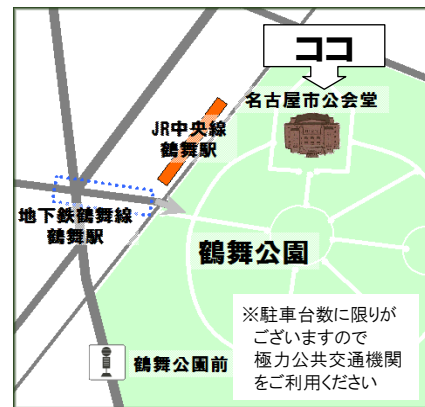 ココ
名古屋市公会堂
JR中央線
鶴舞駅
地下鉄鶴舞線
鶴舞駅
鶴舞公園
鶴舞公園前
※駐車台数に限りが
ございますので
極力公共交通機関
をご利用ください